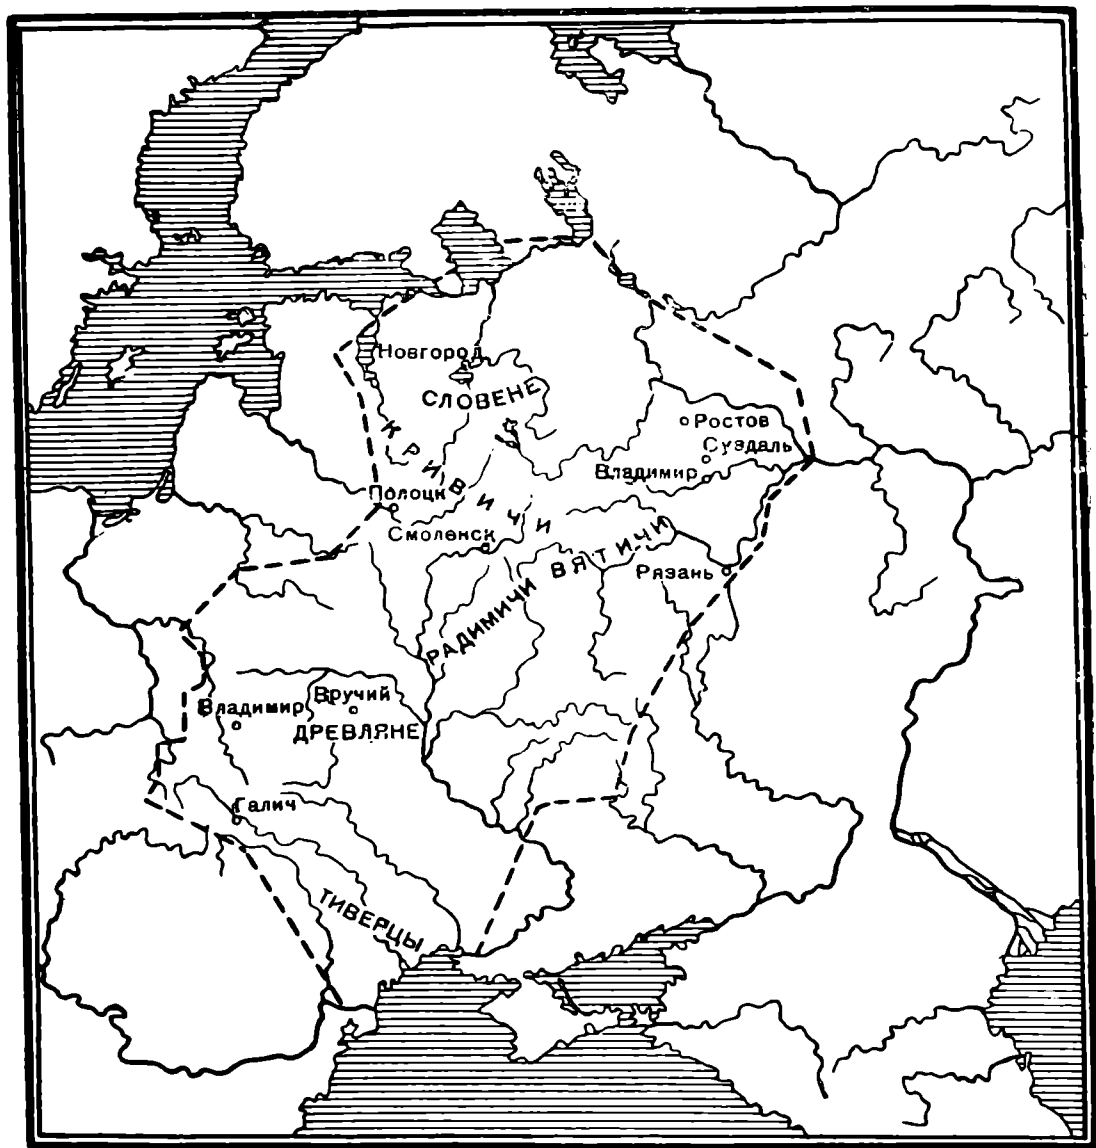 Новгород
СЛОВЕНЕ
Ростов
Суздаль
КРИВИЧИ
Владимир
Полоцк
Смоленск
ВЯТИЧИ
Рязань
РАДИМИЧИ
Вручий
Владимир
ДРЕВЛЯНЕ
Галич
ТИВЕРЦЫ